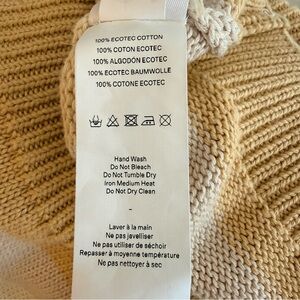 100% ECOTEC COTTON
100% COTON ECOTEC
100% ALGODON ECOTEC
100% ECOTEC BAUMWOLLE
100% COTONE ECOTEC
Hand Wash
Do Not Bleach
Do Not Tumble Dry
Iron Medium Heat
Do Not Dry Clean
-
Laver à la main
Ne pas javelliser
Ne pas utiliser de séchoir
Repasser à moyenne température
Ne pas nettoyer à sec